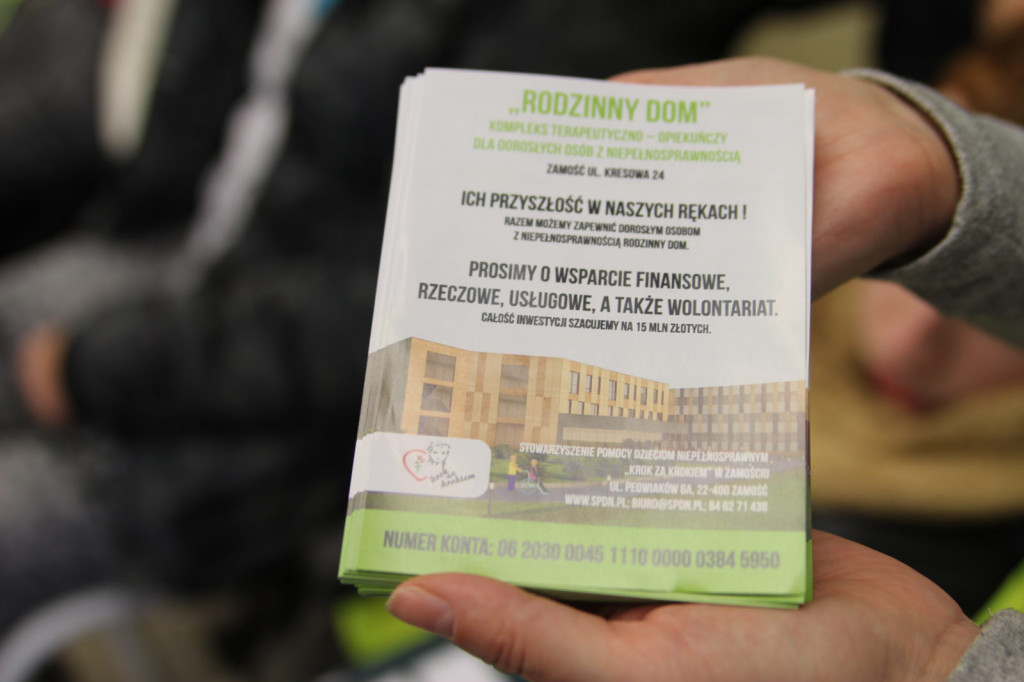 „RODZINNY DOM”
KOMPLEKS TERAPEUTYCZNO – OPIEKUŃCZY
DLA DOROSŁYCH OSÓB Z NIEPEŁNOSPRAWNOŚCIĄ
ZAMOŚĆ UL. KRESOWA 24
ICH PRZYSZŁOŚĆ W NASZYCH RĘKACH !
RAZEM MOŻEMY ZAPEWNIĆ DOROSŁYM OSOBOM
Z NIEPEŁNOSPRAWNOŚCIĄ RODZINNY DOM.
PROSIMY O WSPARCIE FINANSOWE,
RZECZOWE, USŁUGOWE, A TAKŻE WOLONTARIAT.
CAŁOŚĆ INWESTYCJI SZACUJEMY NA 15 MLN ZŁOTYCH.
krok za
krokiem
STOWARZYSZENIE POMOCY DZIECIOM NIEPEŁNOSPRAWNYM
„KROK ZA KROKIEM” W ZAMOŚCIU
UL. PEOWIAKÓW 6A, 22-400 ZAMOŚĆ
WWW.SPDN.PL; BIURO@SPDN.PL; 84 62 71 438
NUMER KONTA: 06 2030 0045 1110 0000 0384 5950